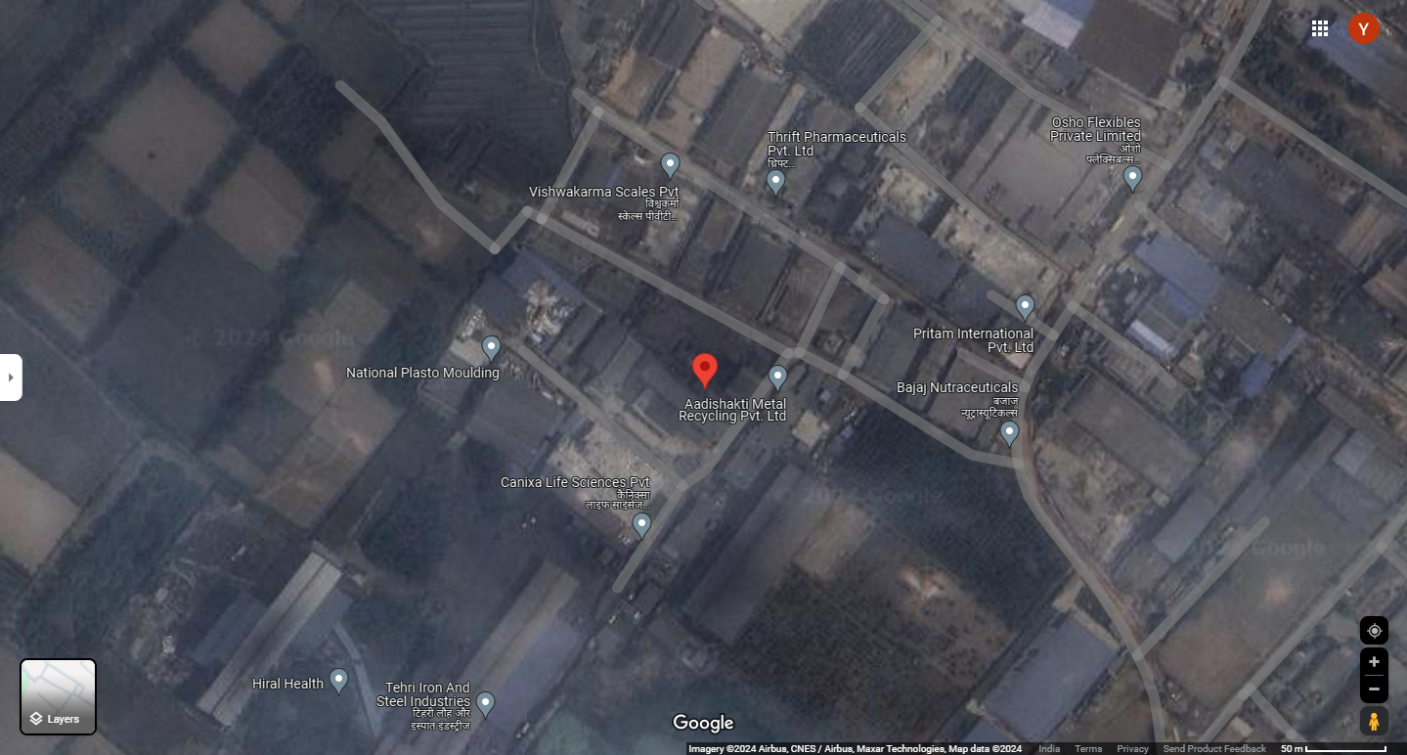 Y
Osho Flexibles
Private Limited
ओशो
फ्लेक्सिबल्स...
Thrift Pharmaceuticals
Pvt. Ltd
थ्रिफ्ट...
Vishwakarma Scales Pvt
विश्वकर्मा
स्केल्स पीवीटी...
Pritam International
Pvt. Ltd
National Plasto Moulding
Bajaj Nutraceuticals
बजाज
न्यूट्रास्यूटिकल्स
Aadishakti Metal
Recycling Pvt. Ltd
Canixa Life Sciences Pvt
कैनिक्सा
लाइफ साइंसेज...
Hiral Health
Tehri Iron And
Steel Industries
टिहरी लौह और
इस्पात इंडस्ट्रीज
Layers
Google
Imagery ©2024 Airbus, CNES / Airbus, Maxar Technologies, Map data ©2024 India Terms Privacy Send Product Feedback 50 m